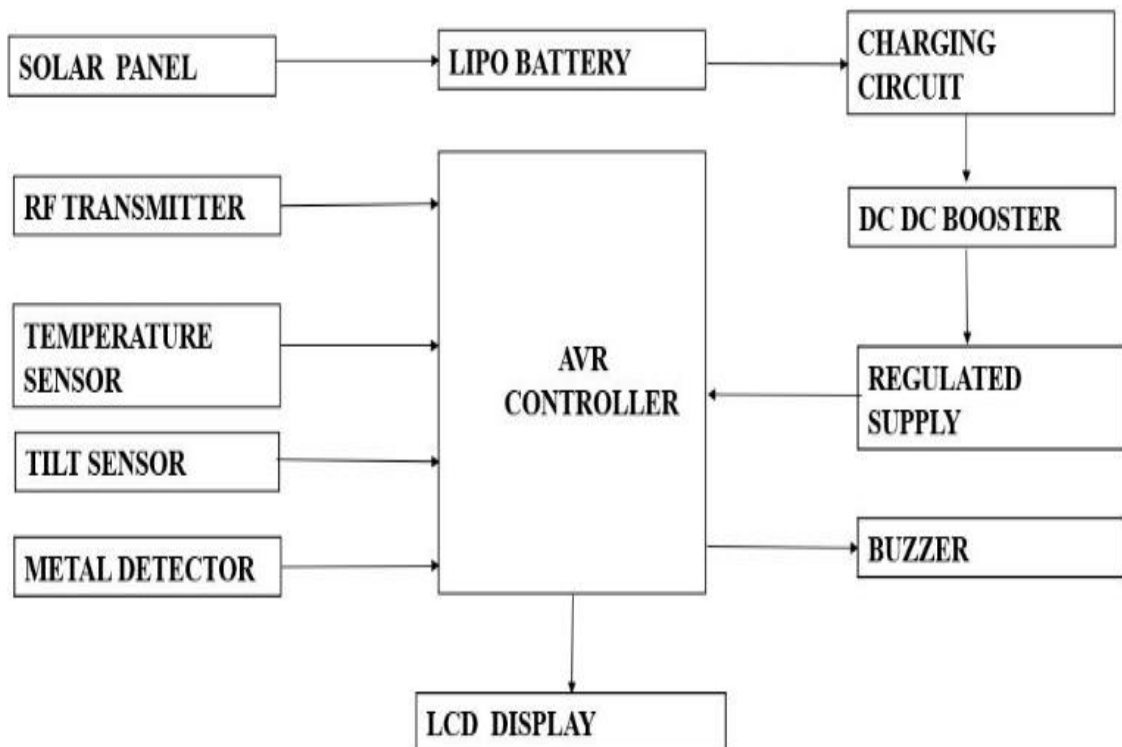 SOLAR PANEL
LIPO BATTERY
CHARGING
CIRCUIT
RF TRANSMITTER
DC DC BOOSTER
TEMPERATURE
SENSOR
AVR
CONTROLLER
REGULATED
SUPPLY
TILT SENSOR
METAL DETECTOR
BUZZER
LCD DISPLAY